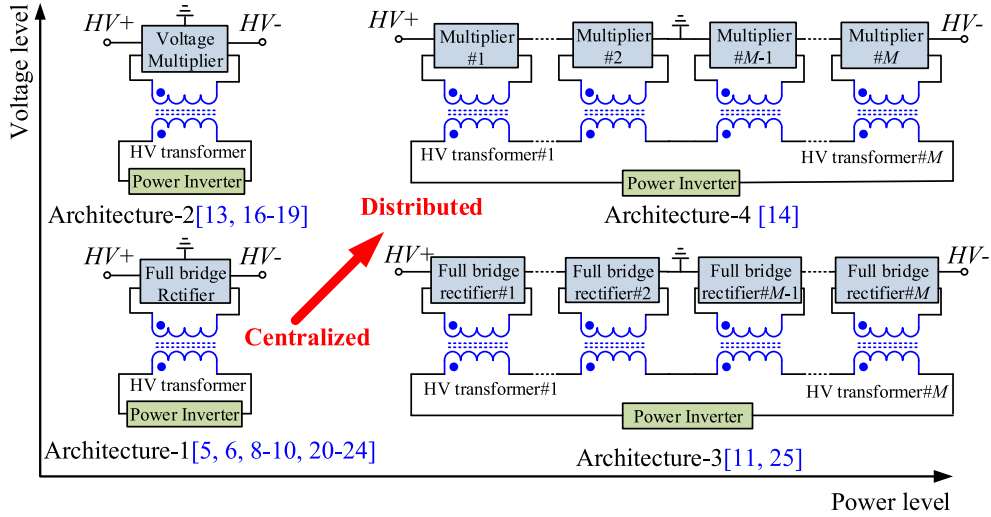 Voltage level
HV+
HV-
Voltage
Multiplier
HV transformer
Power Inverter
Architecture-2[13, 16-19]
HV+
HV-
Multiplier
#1
Multiplier
#2
Multiplier
#M-1
Multiplier
#M
HV transformer#1
HV transformer#M
Power Inverter
Architecture-4 [14]
Distributed
Centralized
HV+
HV-
Full bridge
Rctifier
HV transformer
Power Inverter
Architecture-1[5, 6, 8-10, 20-24]
HV+
HV-
Full bridge
rectifier#1
Full bridge
rectifier#2
Full bridge
rectifier#M-1
Full bridge
rectifier#M
HV transformer#1
HV transformer#M
Power Inverter
Architecture-3[11, 25]
Power level